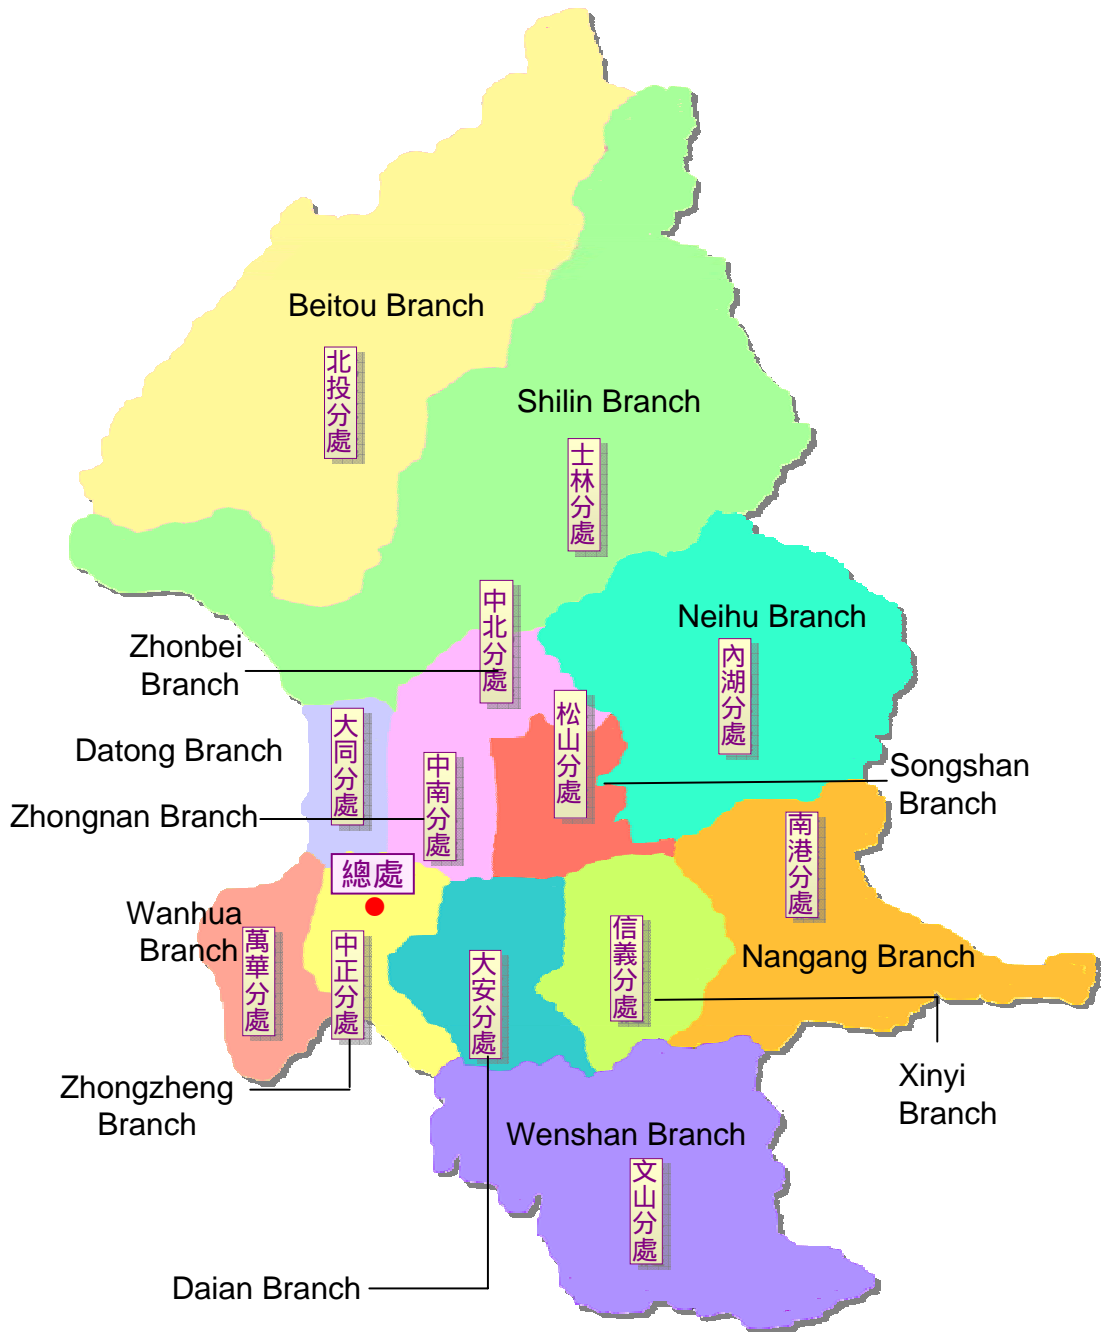 Beitou Branch
北投分處
Shilin Branch
士林分處
中北分處
Neihu Branch
內湖分處
Zhonbei
Branch
松山分處
大同分處
Datong Branch
中南分處
Songshan
Branch
Zhongnan Branch
南港分處
總處
Wanhua
Branch
萬華分處
中正分處
大安分處
信義分處
Nangang Branch
Zhongzheng
Branch
Xinyi
Branch
Wenshan Branch
文山分處
Daian Branch